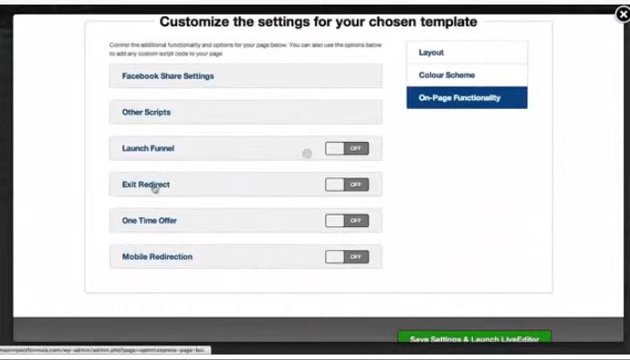 Customize the settings for your chosen template
Control the additional functionality and options for your page below. You can also use the options below
to add any custom script code to your page
Layout
Facebook Share Settings
Colour Scheme
On-Page Functionality
Other Scripts
Launch Funnel
OFF
Exit Redirect
OFF
One Time Offer
OFF
Mobile Redirection
OFF
Save Settings & Launch LiveEditor